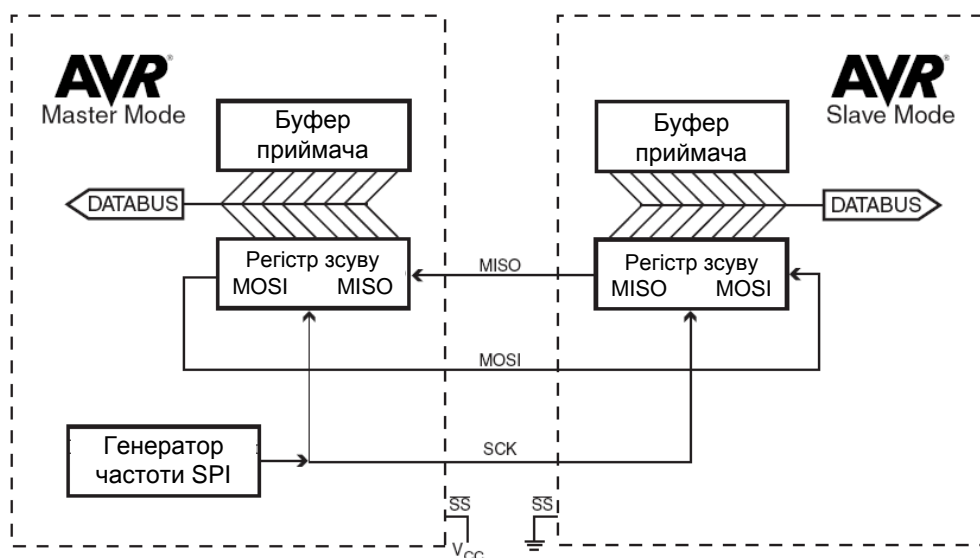 AVR®
Master Mode
Буфер
приймача
DATABUS
Регістр зсуву
MOSI MISO
Генератор
частоти SPI
MISO
MOSI
SCK
SS
VCC
SS
AVR®
Slave Mode
Буфер
приймача
DATABUS
Регістр зсуву
MISO MOSI